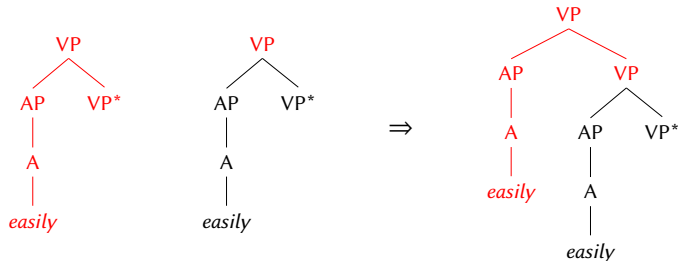 VP
VP VP
AP VP
AP VP* AP VP*
⇒ AP VP*
A
A A
easily A
easily easily
easily